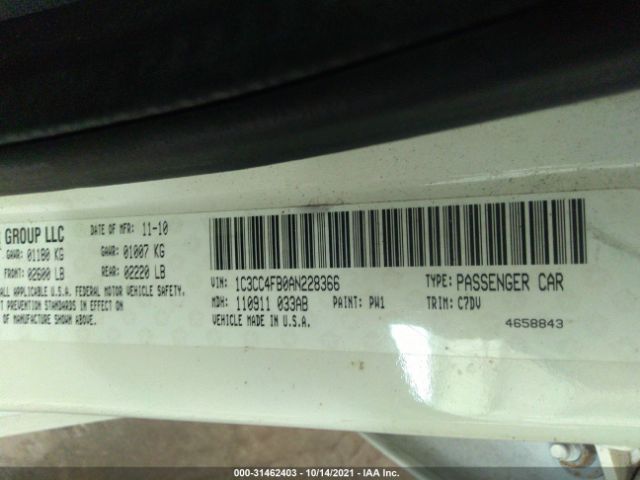 GROUP LLC
DATE OF MFR: 11-10
GAWR: 01180 KG
GAWR: 01007 KG
FRONT: 02600 LB
REAR: 02220 LB
ALL APPLICABLE U.S.A. FEDERAL MOTOR VEHICLE SAFETY,
PREVENTION STANDARDS IN EFFECT ON
OF MANUFACTURE SHOWN ABOVE.
VIN: 1C3CC4FB0AN228366
TYPE: PASSENGER CAR
MDH: 110911 033AB
PAINT: PW1
TRIM: C7DV
VEHICLE MADE IN U.S.A.
4658843
000-31462403 - 10/14/2021 - IAA Inc.